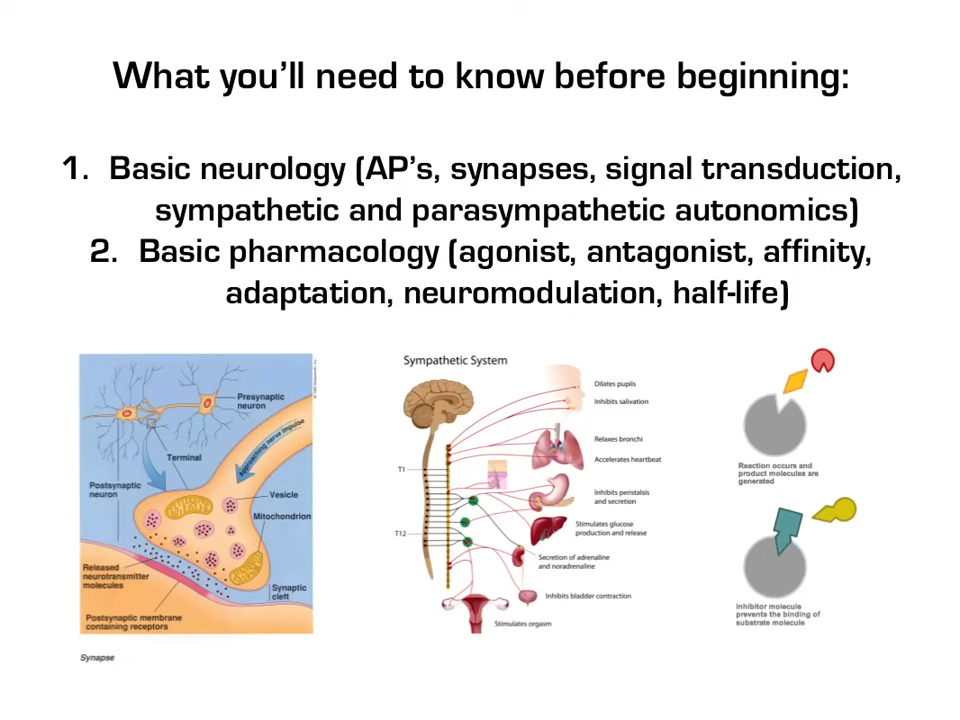 What you'll need to know before beginning:
1. Basic neurology (AP's, synapses, signal transduction,
sympathetic and parasympathetic autonomics)
2. Basic pharmacology (agonist, antagonist, affinity,
adaptation, neuromodulation, half-life)
Presynaptic
neuron
Approaching nerve impulse
Terminal
Postsynaptic
neuron
Vesicle
Mitochondrion
Released
neurotransmitter
molecules
Synaptic
cleft
Postsynaptic membrane
containing receptors
Synapse
Sympathetic System
Dilates pupils
Inhibits salivation
Relaxes bronchi
Accelerates heartbeat
T1
Inhibits peristalsis
and secretion
T12
Stimulates glucose
production and release
Secretion of adrenaline
and noradrenaline
Inhibits bladder contraction
Stimulates orgasm
Reaction occurs and
product molecules are
generated
Inhibitor molecule
prevents the binding of
substrate molecule